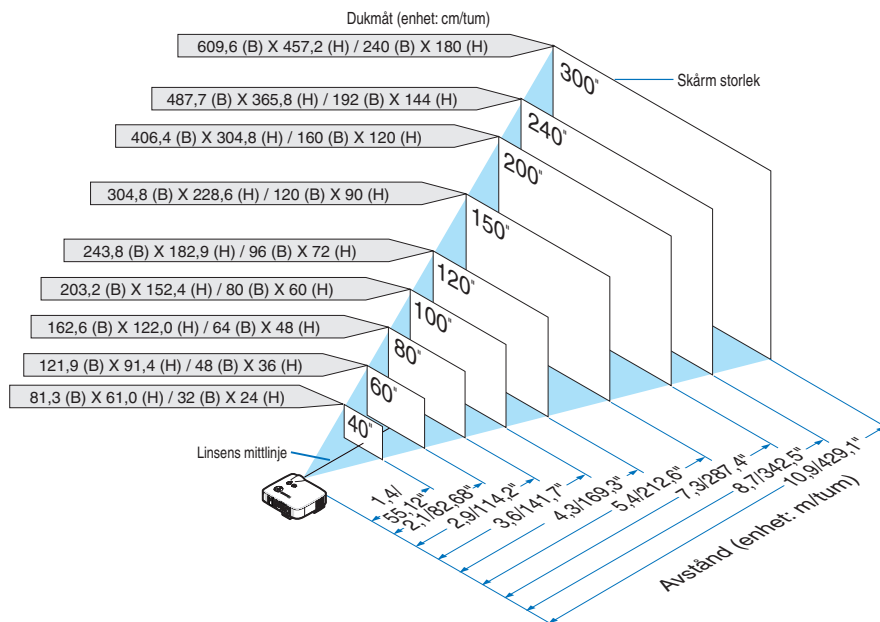 Dukmåt (enhet: cm/tum)
609,6 (B) X 457,2 (H) / 240 (B) X 180 (H)
300"
Skårm storlek
487,7 (B) X 365,8 (H) / 192 (B) X 144 (H)
240"
406,4 (B) X 304,8 (H) / 160 (B) X 120 (H)
200"
304,8 (B) X 228,6 (H) / 120 (B) X 90 (H)
150"
243,8 (B) X 182,9 (H) / 96 (B) X 72 (H)
120"
203,2 (B) X 152,4 (H) / 80 (B) X 60 (H)
100"
162,6 (B) X 122,0 (H) / 64 (B) X 48 (H)
80"
121,9 (B) X 91,4 (H) / 48 (B) X 36 (H)
60"
81,3 (B) X 61,0 (H) / 32 (B) X 24 (H)
40"
Linsens mittlinje
1,4/
55,12"
2,1/82,68"
2,9/114,2"
3,6/141,7"
4,3/169,3"
5,4/212,6"
7,3/287,4"
8,7/342,5"
10,9/429,1"
Avstånd (enhet: m/tum)